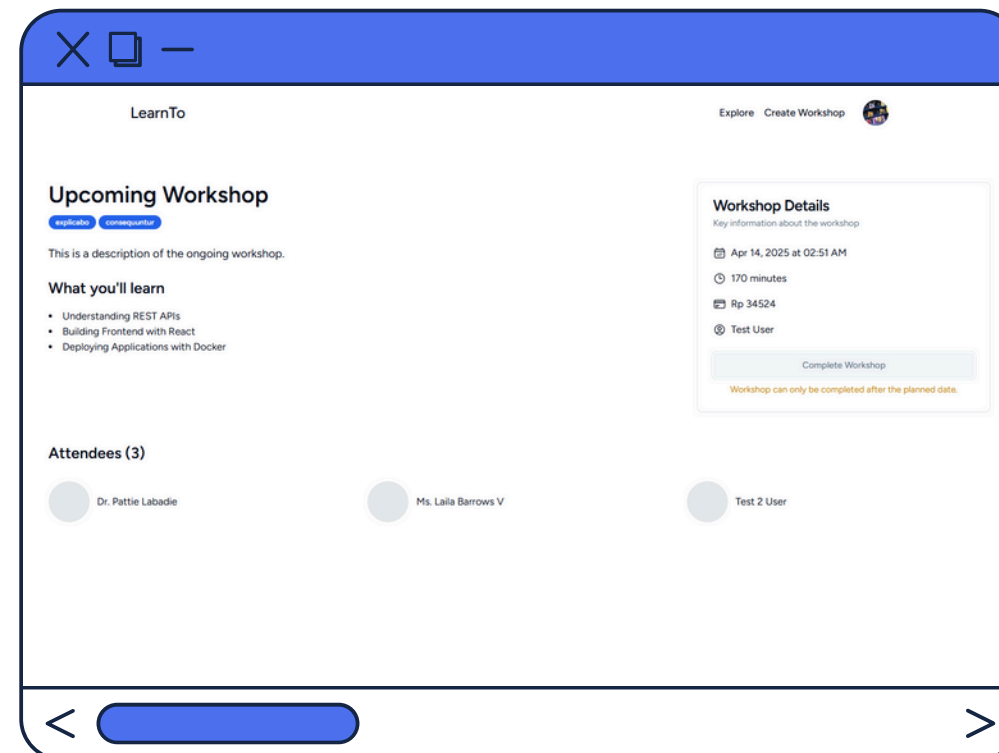 LearnTo
Explore Create Workshop
Upcoming Workshop
explicabo consequuntur
This is a description of the ongoing workshop.
What you'll learn
• Understanding REST APIs
• Building Frontend with React
• Deploying Applications with Docker
Workshop Details
Key information about the workshop
Apr 14, 2025 at 02:51 AM
170 minutes
Rp 34524
Test User
Complete Workshop
Workshop can only be completed after the planned date.
Attendees (3)
Dr. Pattie Labadie
Ms. Laila Barrows V
Test 2 User